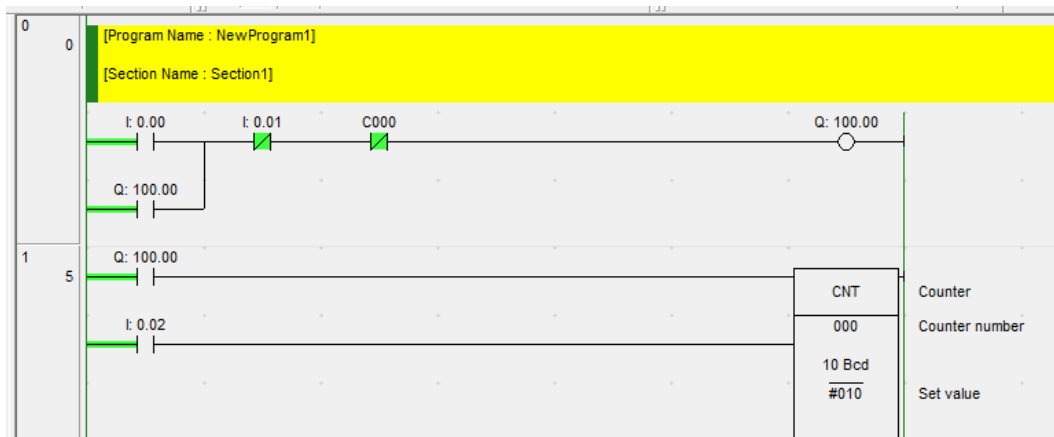 0
0
[Program Name : NewProgram1]
[Section Name : Section1]
I: 0.00 I: 0.01 C000 Q: 100.00
Q: 100.00
1
5
Q: 100.00
CNT Counter
I: 0.02
000 Counter number
10 Bcd
#010 Set value